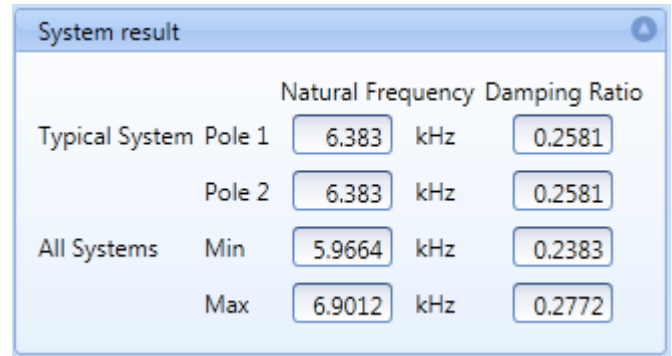 System result
Natural Frequency Damping Ratio
Typical System Pole 1 6.383 kHz 0.2581
Pole 2 6.383 kHz 0.2581
All Systems Min 5.9664 kHz 0.2383
Max 6.9012 kHz 0.2772